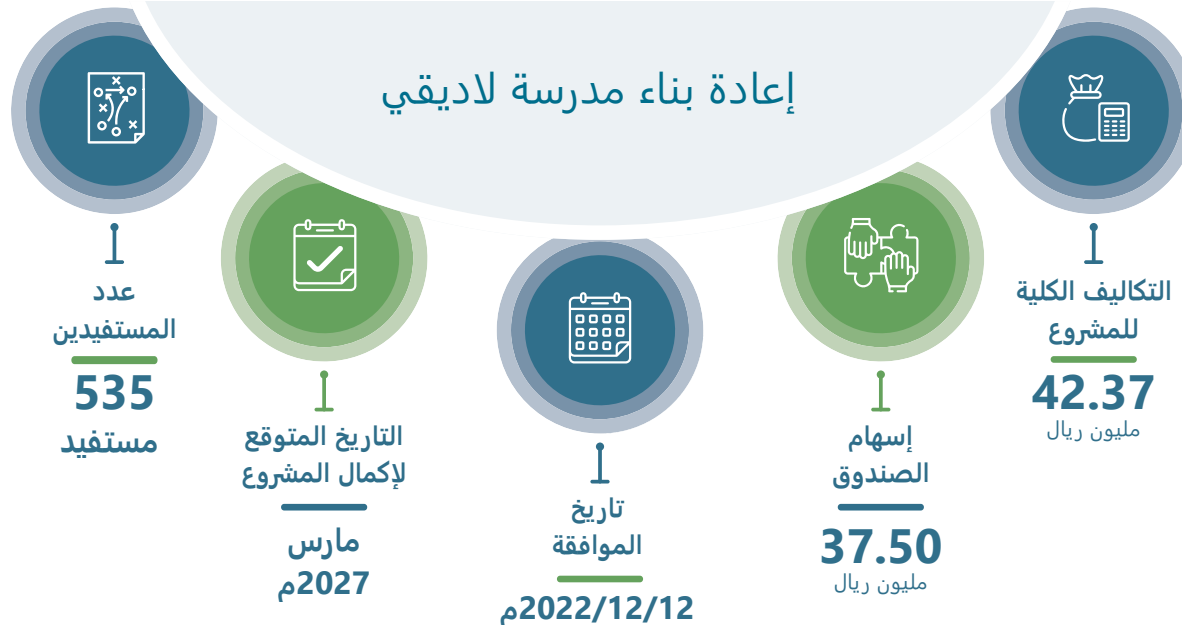 إعادة بناء مدرسة لاديقي
التكاليف الكلية
للمشروع
42.37
مليون ريال
إسهام
الصندوق
37.50
مليون ريال
تاريخ
الموافقة
2022/12/12م
التاريخ المتوقع
لإكمال المشروع
مارس
2027م
عدد
المستفيدين
535
مستفيد